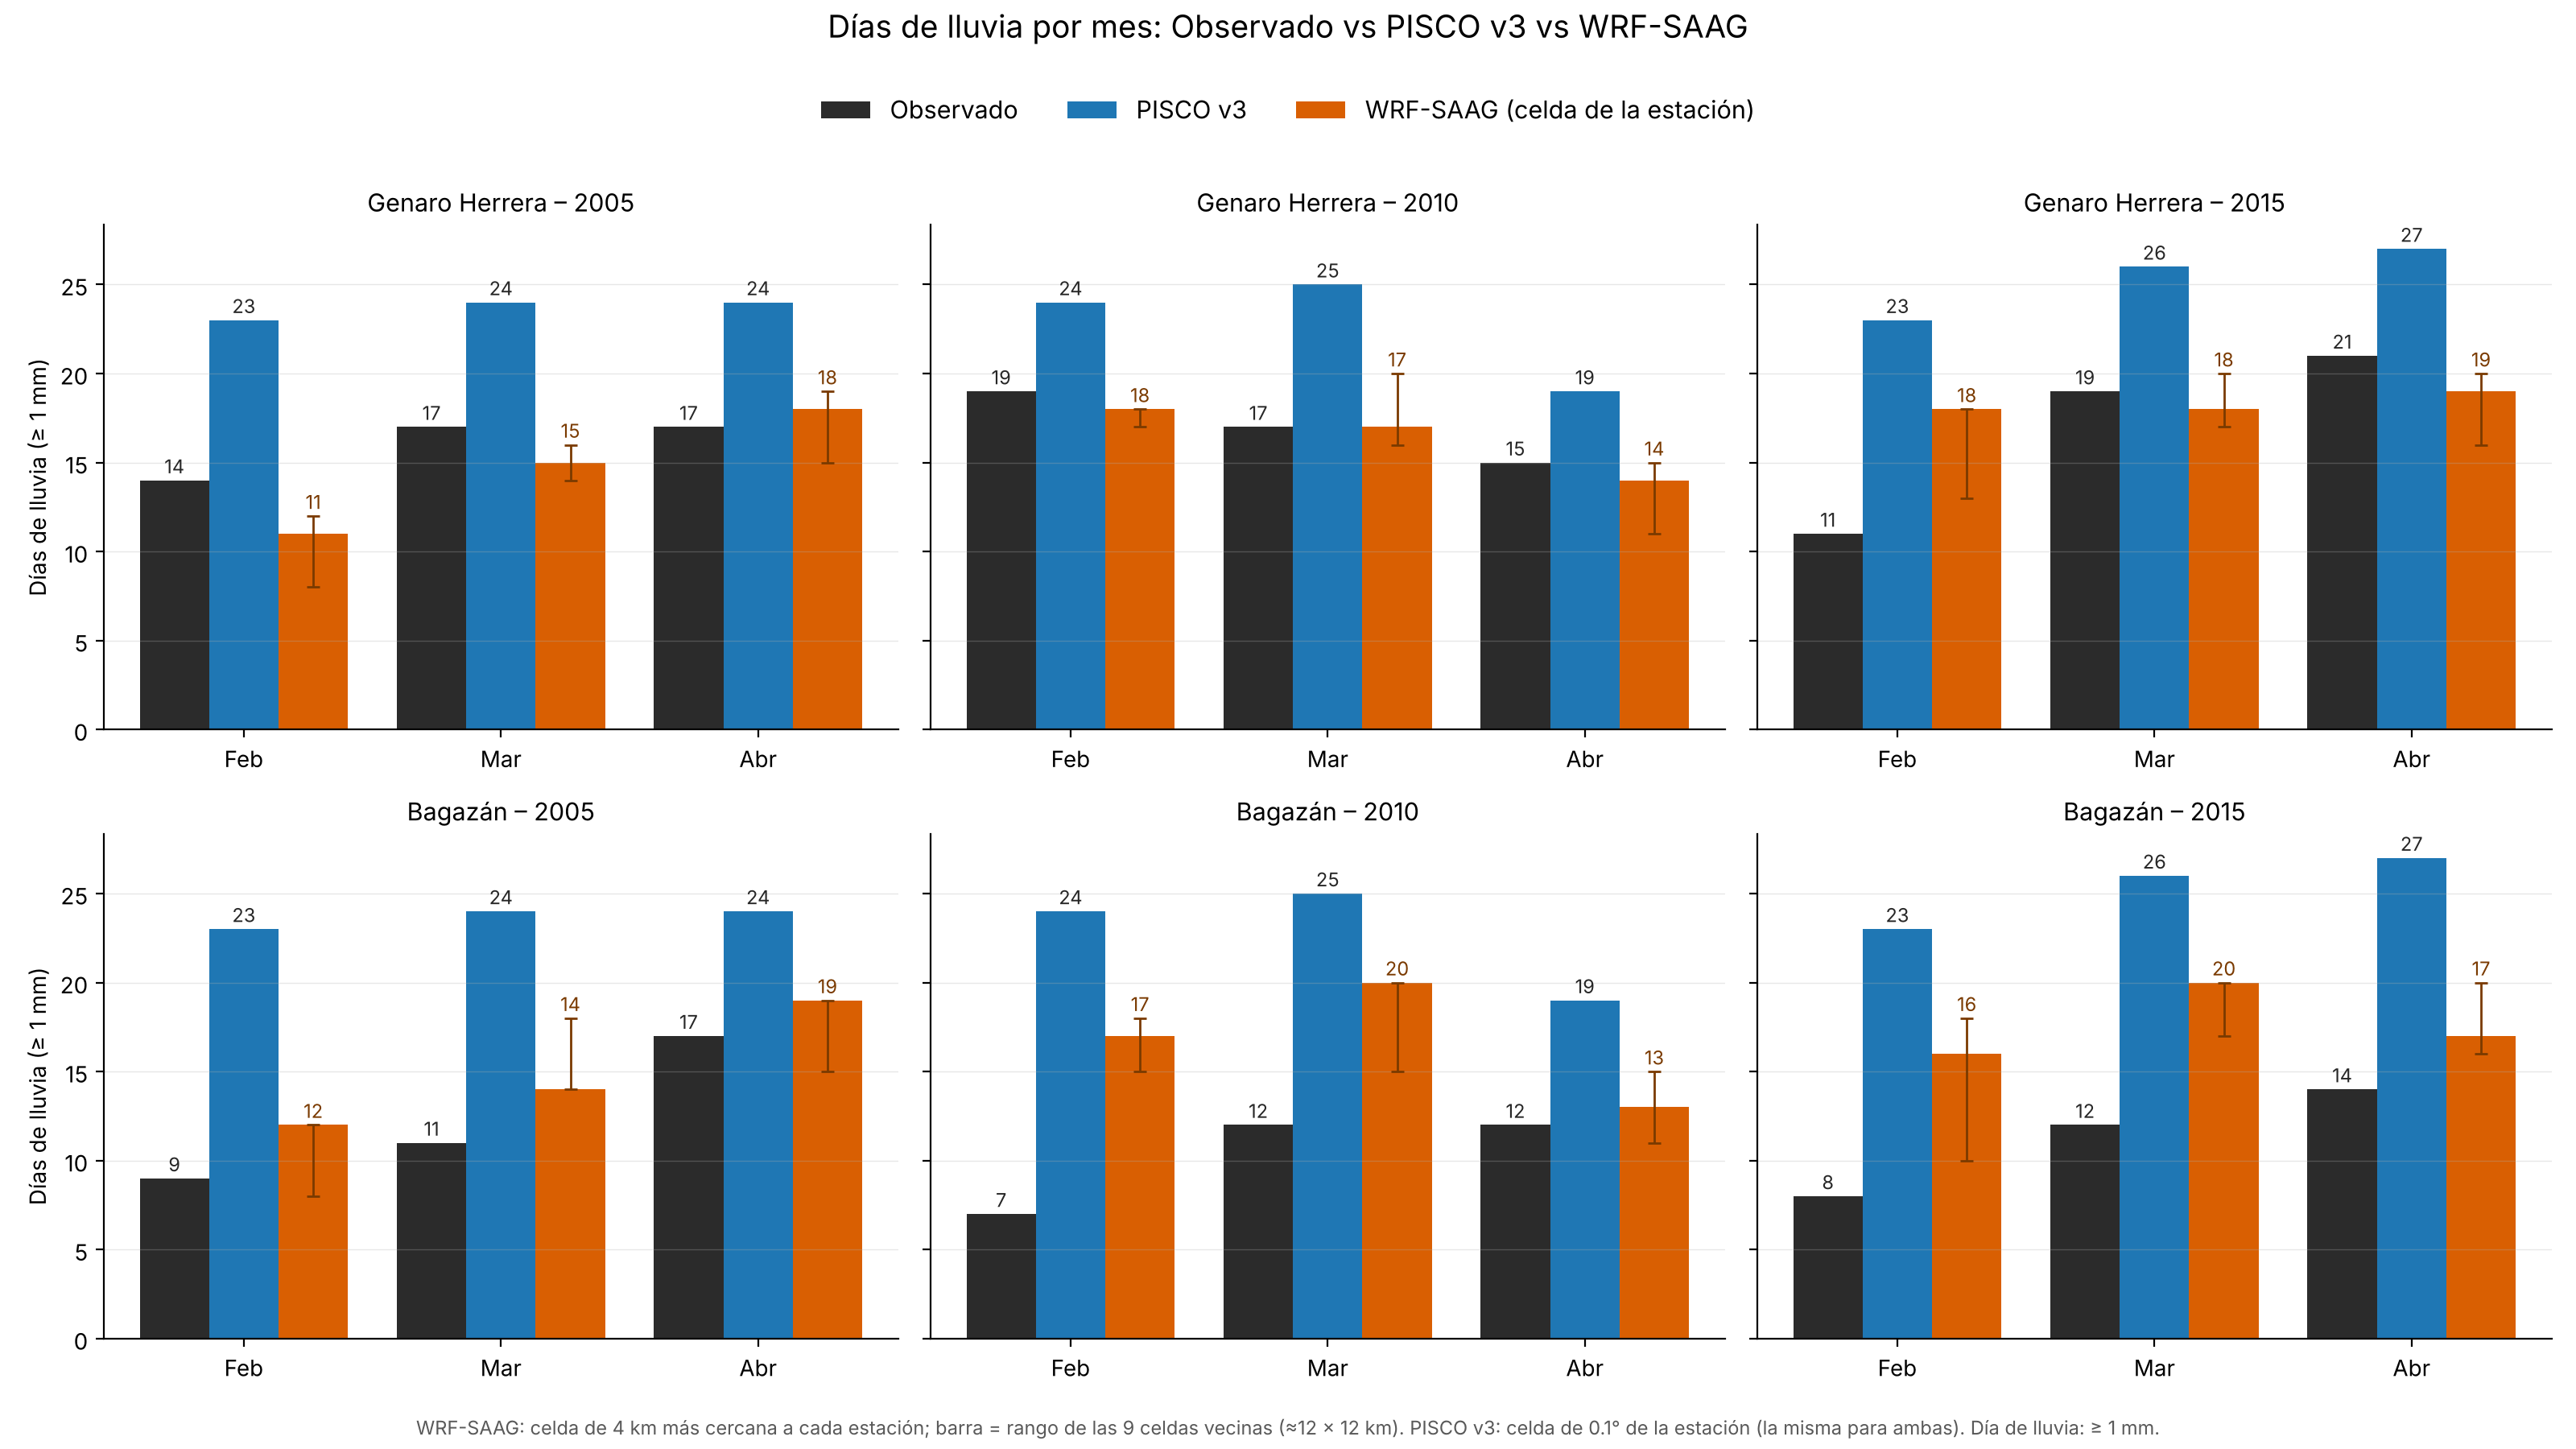 Días de lluvia por mes: Observado vs PISCO v3 vs WRF-SAAG
Observado PISCO v3 WRF-SAAG (celda de la estación)
Genaro Herrera – 2005
Días de lluvia (≥ 1 mm)
25
20
15
10
5
0
14 23 11
17 24 15
17 24 18
Feb Mar Abr
Genaro Herrera – 2010
19 24 18
17 25 17
15 19 14
Feb Mar Abr
Genaro Herrera – 2015
11 23 18
19 26 18
21 27 19
Feb Mar Abr
Bagazán – 2005
Días de lluvia (≥ 1 mm)
25
20
15
10
5
0
9 23 12
11 24 14
17 24 19
Feb Mar Abr
Bagazán – 2010
7 24 17
12 25 20
12 19 13
Feb Mar Abr
Bagazán – 2015
8 23 16
12 26 20
14 27 17
Feb Mar Abr
WRF-SAAG: celda de 4 km más cercana a cada estación; barra = rango de las 9 celdas vecinas (≈12 × 12 km). PISCO v3: celda de 0.1° de la estación (la misma para ambas). Día de lluvia: ≥ 1 mm.